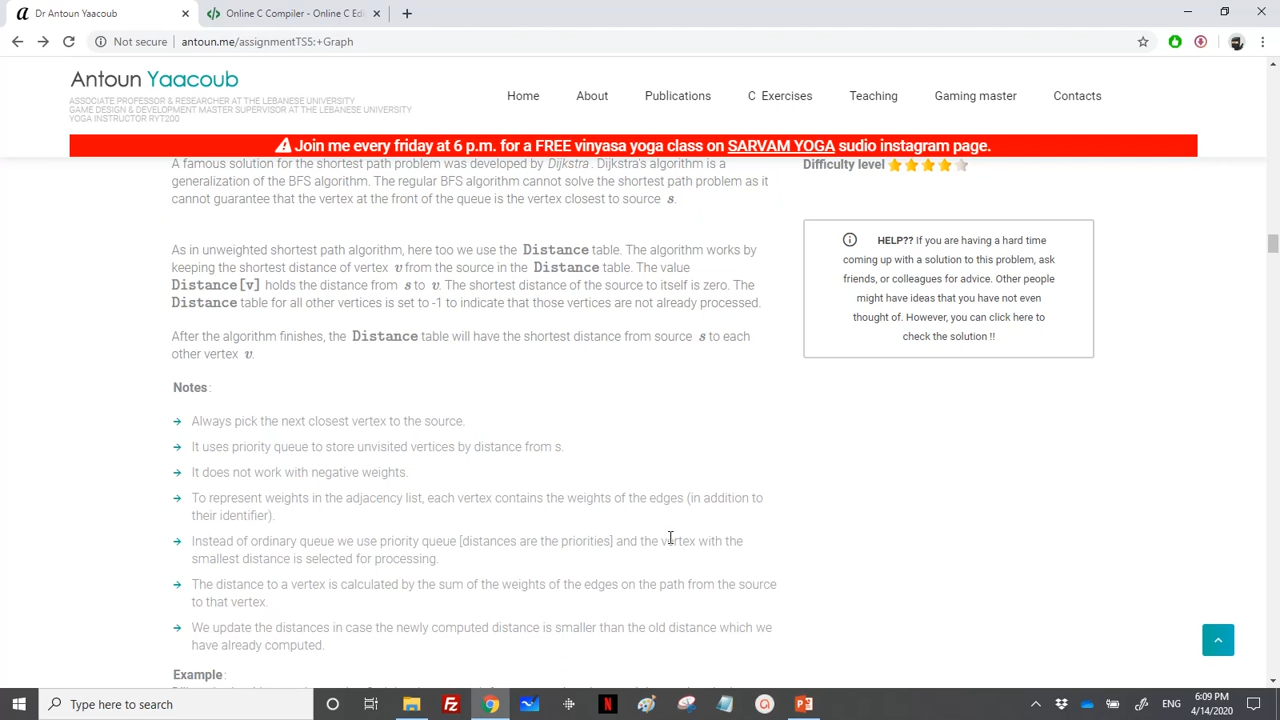 Dr Antoun Yaacoub
Online C Compiler - Online C Edi
Not secure
antoun.me/assignmentTS5:+Graph
Antoun Yaacoub
ASSOCIATE PROFESSOR & RESEARCHER AT THE LEBANESE UNIVERSITY
GAME DESIGN & DEVELOPMENT MASTER SUPERVISOR AT THE LEBANESE UNIVERSITY
YOGA INSTRUCTOR RYT200
Home
About
Publications
C Exercises
Teaching
Gaming master
Contacts
Join me every friday at 6 p.m. for a FREE vinyasa yoga class on SARVAM YOGA sudio instagram page.
A famous solution for the shortest path problem was developed by Dijkstra. Dijkstra's algorithm is a
generalization of the BFS algorithm. The regular BFS algorithm cannot solve the shortest path problem as it
cannot guarantee that the vertex at the front of the queue is the vertex closest to source s.
As in unweighted shortest path algorithm, here too we use the Distance table. The algorithm works by
keeping the shortest distance of vertex v from the source in the Distance table. The value
Distance[v] holds the distance from s to v. The shortest distance of the source to itself is zero. The
Distance table for all other vertices is set to -1 to indicate that those vertices are not already processed.
After the algorithm finishes, the Distance table will have the shortest distance from source s to each
other vertex v.
Notes:
Always pick the next closest vertex to the source.
It uses priority queue to store unvisited vertices by distance from s.
It does not work with negative weights.
To represent weights in the adjacency list, each vertex contains the weights of the edges (in addition to
their identifier).
Instead of ordinary queue we use priority queue [distances are the priorities] and the vertex with the
smallest distance is selected for processing.
The distance to a vertex is calculated by the sum of the weights of the edges on the path from the source
to that vertex.
We update the distances in case the newly computed distance is smaller than the old distance which we
have already computed.
Example:
Difficulty level
HELP?? If you are having a hard time
coming up with a solution to this problem, ask
friends, or colleagues for advice. Other people
might have ideas that you have not even
thought of. However, you can click here to
check the solution !!
Type here to search
ENG
6:09 PM
4/14/2020